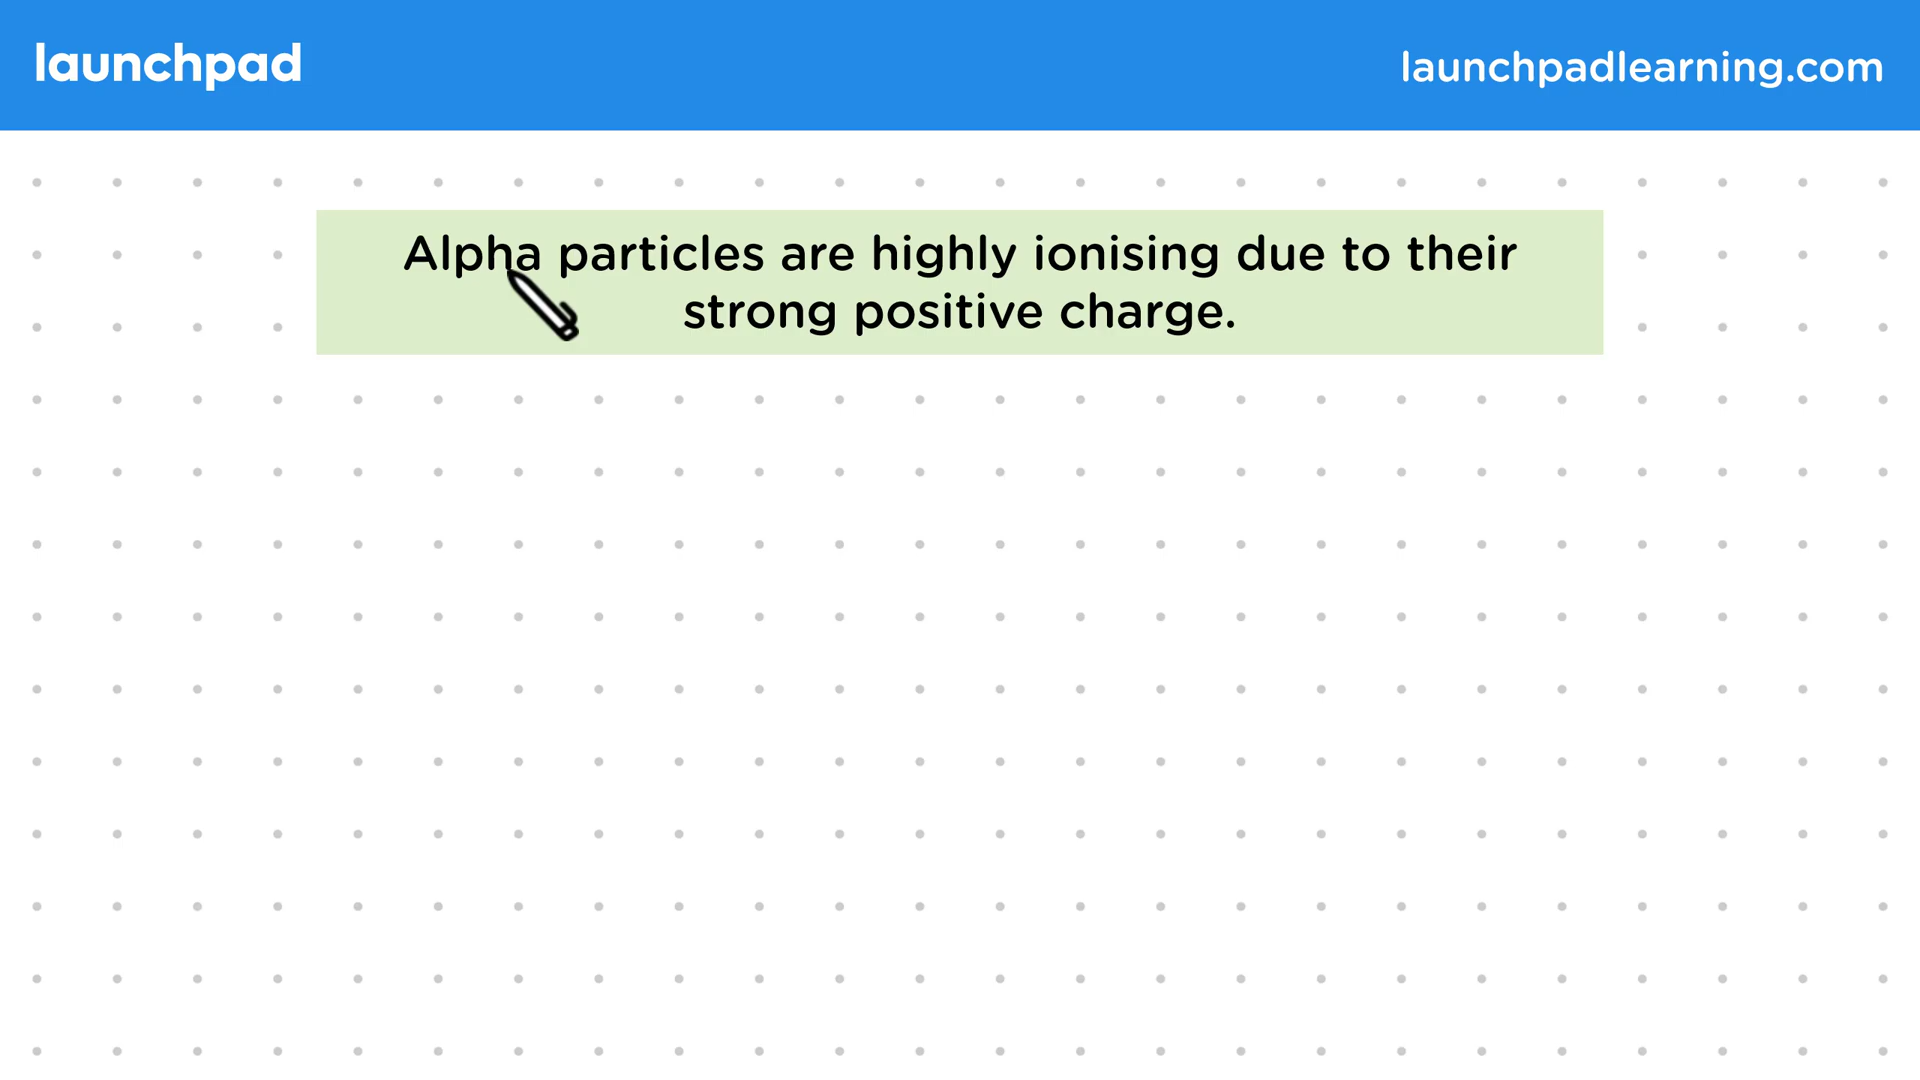 launchpad
launchpadlearning.com
Alpha particles are highly ionising due to their
strong positive charge.